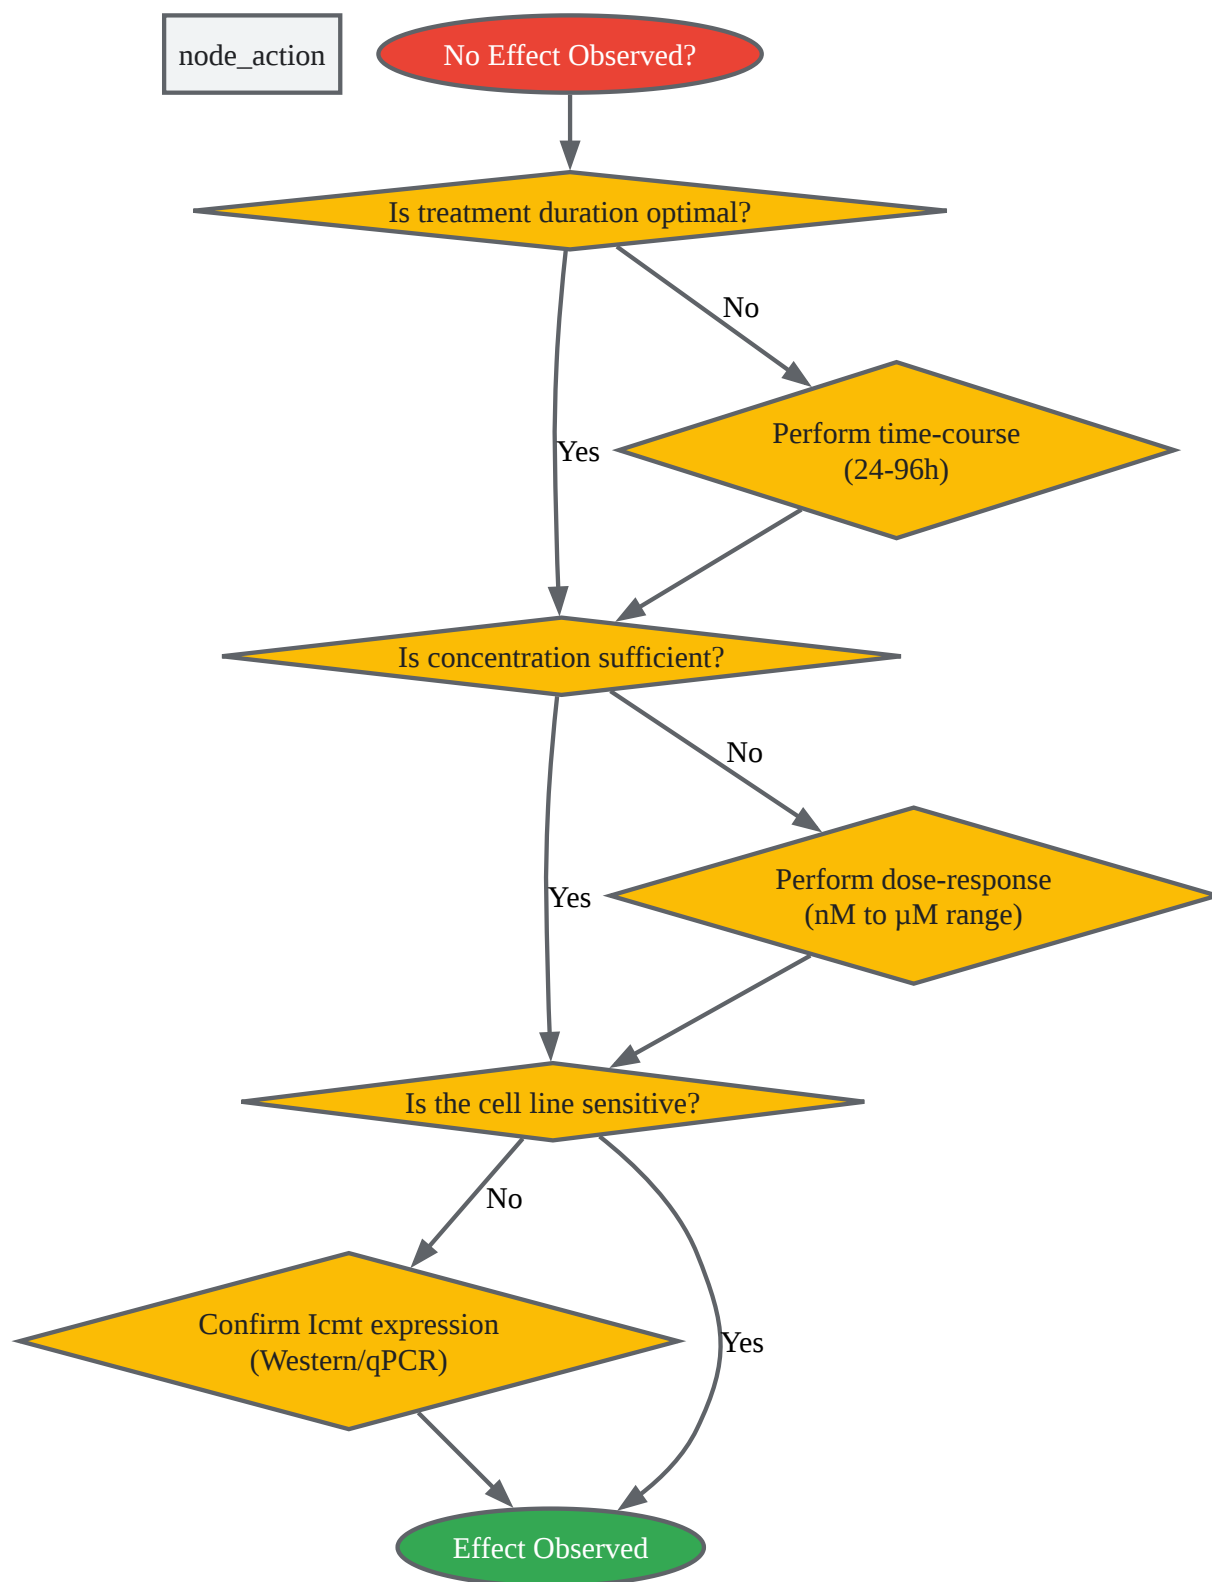 node_action
No Effect Observed?
Is treatment duration optimal?
No
Yes
Perform time-course
(24-96h)
Is concentration sufficient?
No
Yes
Perform dose-response
(nM to µM range)
Is the cell line sensitive?
No
Confirm Icmt expression
(Western/qPCR)
Yes
Effect Observed